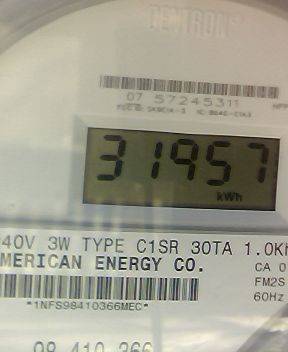 CENTRON
07 57245311
31957
kWh
40V 3W TYPE C1SR 30TA 1.0K
MERICAN ENERGY CO.
CA 0
FM2S
60Hz
*1NFS98410366MEC*
98 410 366